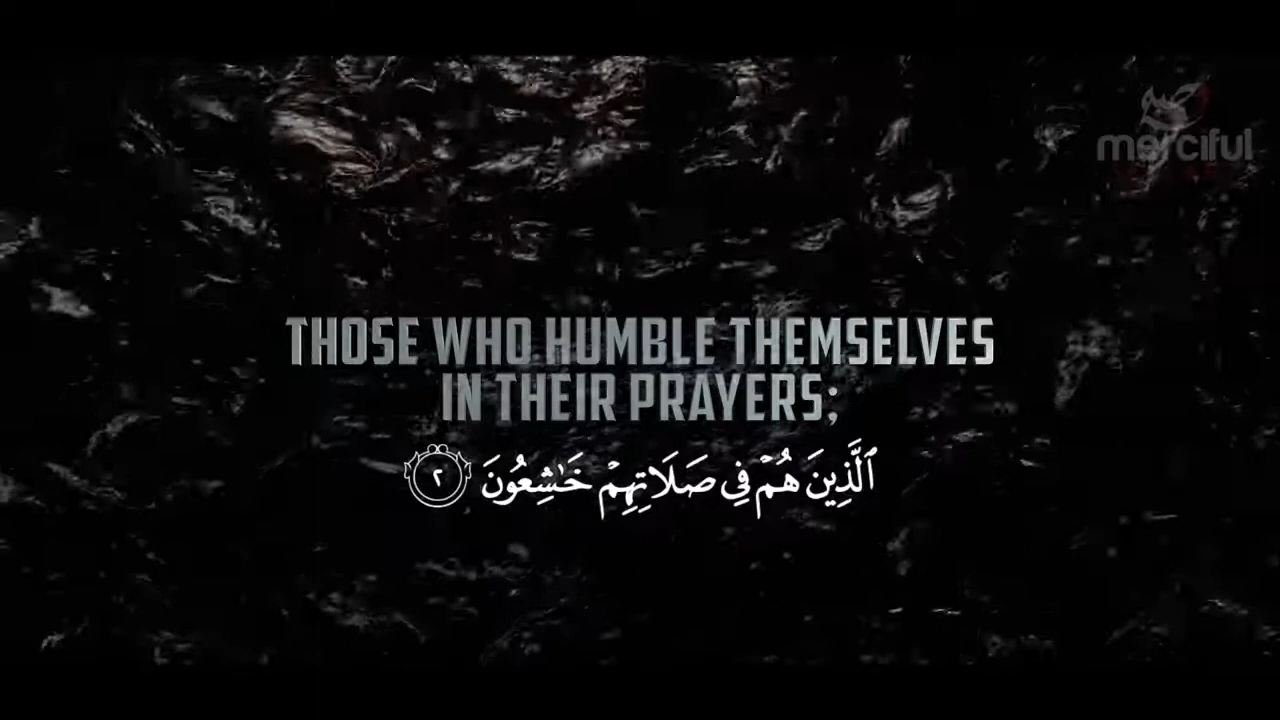 merciful
THOSE WHO HUMBLE THEMSELVES
IN THEIR PRAYERS;
ٱلَّذِينَ هُمۡ فِى صَلَاتِهِمۡ خَـٰشِعُونَ ٢